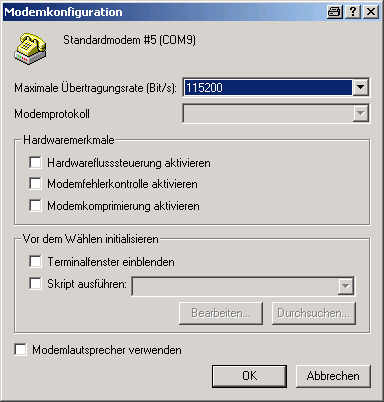 Modemkonfiguration
Standardmodem #5 (COM9)
Maximale Übertragungsrate (Bit/s): 115200
Modemprotokoll
Hardwaremerkmale
Hardwareflusssteuerung aktivieren
Modemfehlerkontrolle aktivieren
Modemkomprimierung aktivieren
Vor dem Wählen initialisieren
Terminalfenster einblenden
Skript ausführen:
Bearbeiten... Durchsuchen...
Modemlautsprecher verwenden
OK Abbrechen